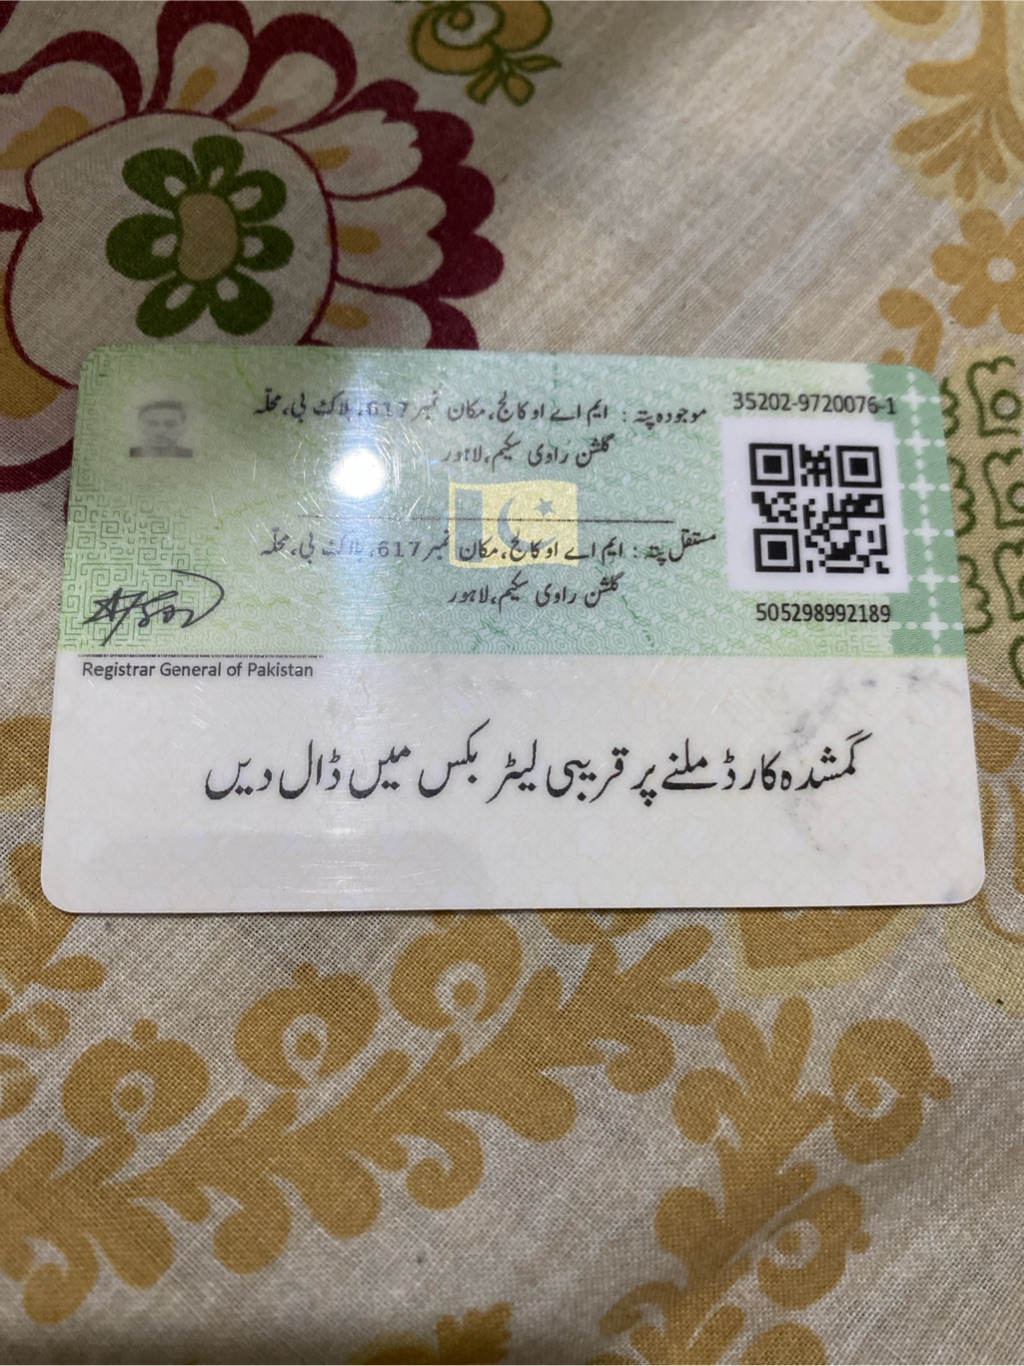 35202-9720076-1
موجودہ پتہ : ایم اے او کالج، مکان نمبر 617، بلاک بی، محلّہ
گلشن راوی سکیم، لاہور
مستقل پتہ : ایم اے او کالج، مکان نمبر 617، بلاک بی، محلّہ
گلشن راوی سکیم، لاہور
505298992189
Registrar General of Pakistan
گمشدہ کارڈ ملنے پر قریبی لیٹر بکس میں ڈال دیں